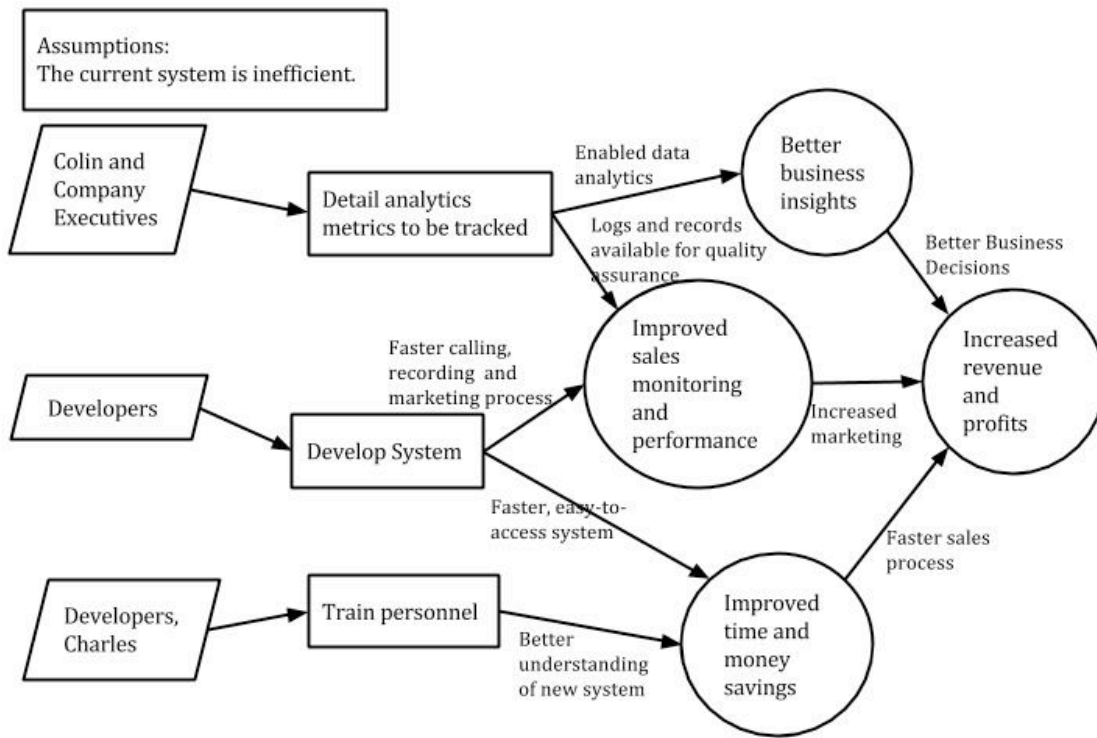 Assumptions:
The current system is inefficient.
Colin and
Company
Executives
Detail analytics
metrics to be tracked
Enabled data
analytics
Logs and records
available for quality
assurance
Better
business
insights
Better Business
Decisions
Developers
Develop System
Faster calling,
recording and
marketing process
Improved
sales
monitoring
and
performance
Increased
marketing
Increased
revenue
and
profits
Faster, easy-to-
access system
Developers,
Charles
Train personnel
Better
understanding
of new system
Improved
time and
money
savings
Faster sales
process